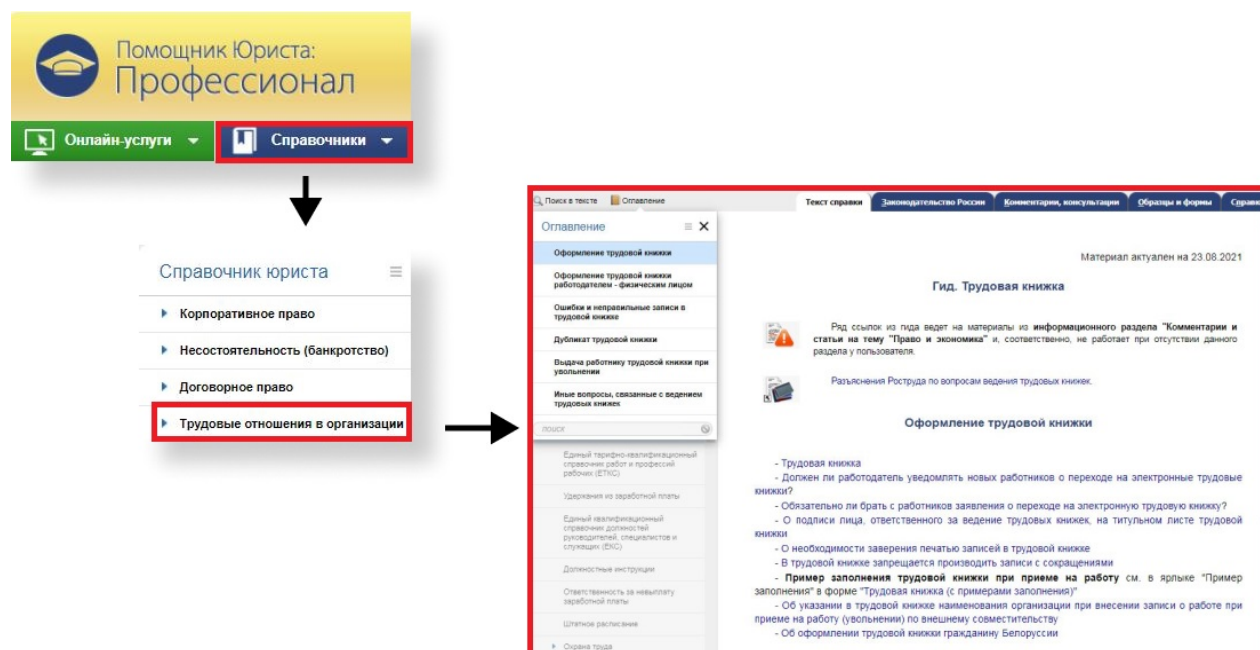 Помощник Юриста:
Профессионал
Онлайн-услуги
Справочники
Справочник юриста
Корпоративное право
Несостоятельность (банкротство)
Договорное право
Трудовые отношения в организации
Поиск в тексте
Оглавление
Текст справки
Законодательство России
Комментарии, консультации
Образцы и формы
Оглавление
Оформление трудовой книжки
Оформление трудовой книжки
работодателем - физическим лицом
Ошибки и неправильные записи в
трудовой книжке
Дубликат трудовой книжки
Выдача работнику трудовой книжки при
увольнении
Иные вопросы, связанные с ведением
трудовых книжек
поиск
Единый тарифно-квалификационный
справочник работ и профессий
рабочих (ЕТКС)
Удержания из заработной платы
Единый квалификационный
справочник должностей
руководителей, специалистов и
служащих (ЕКС)
Должностные инструкции
Ответственность за невыплату
заработной платы
Штатное расписание
Охрана труда
Материал актуален на 23.08.2021
Гид. Трудовая книжка
Ряд ссылок из гида ведет на материалы из информационного раздела "Комментарии и
статьи на тему "Право и экономика" и, соответственно, не работает при отсутствии данного
раздела у пользователя.
Разъяснения Роструда по вопросам ведения трудовых книжек.
Оформление трудовой книжки
- Трудовая книжка
- Должен ли работодатель уведомлять новых работников о переходе на электронные трудовые
книжки?
- Обязательно ли брать с работников заявления о переходе на электронную трудовую книжку?
- О подписи лица, ответственного за ведение трудовых книжек, на титульном листе трудовой
книжки
- О необходимости заверения печатью записей в трудовой книжке
- В трудовой книжке запрещается производить записи с сокращениями
- Пример заполнения трудовой книжки при приеме на работу см. в ярлыке "Пример
заполнения" в форме "Трудовая книжка (с примерами заполнения)"
- Об указании в трудовой книжке наименования организации при внесении записи о работе при
приеме на работу (увольнении) по внешнему совместительству
- Об оформлении трудовой книжки гражданину Белоруссии